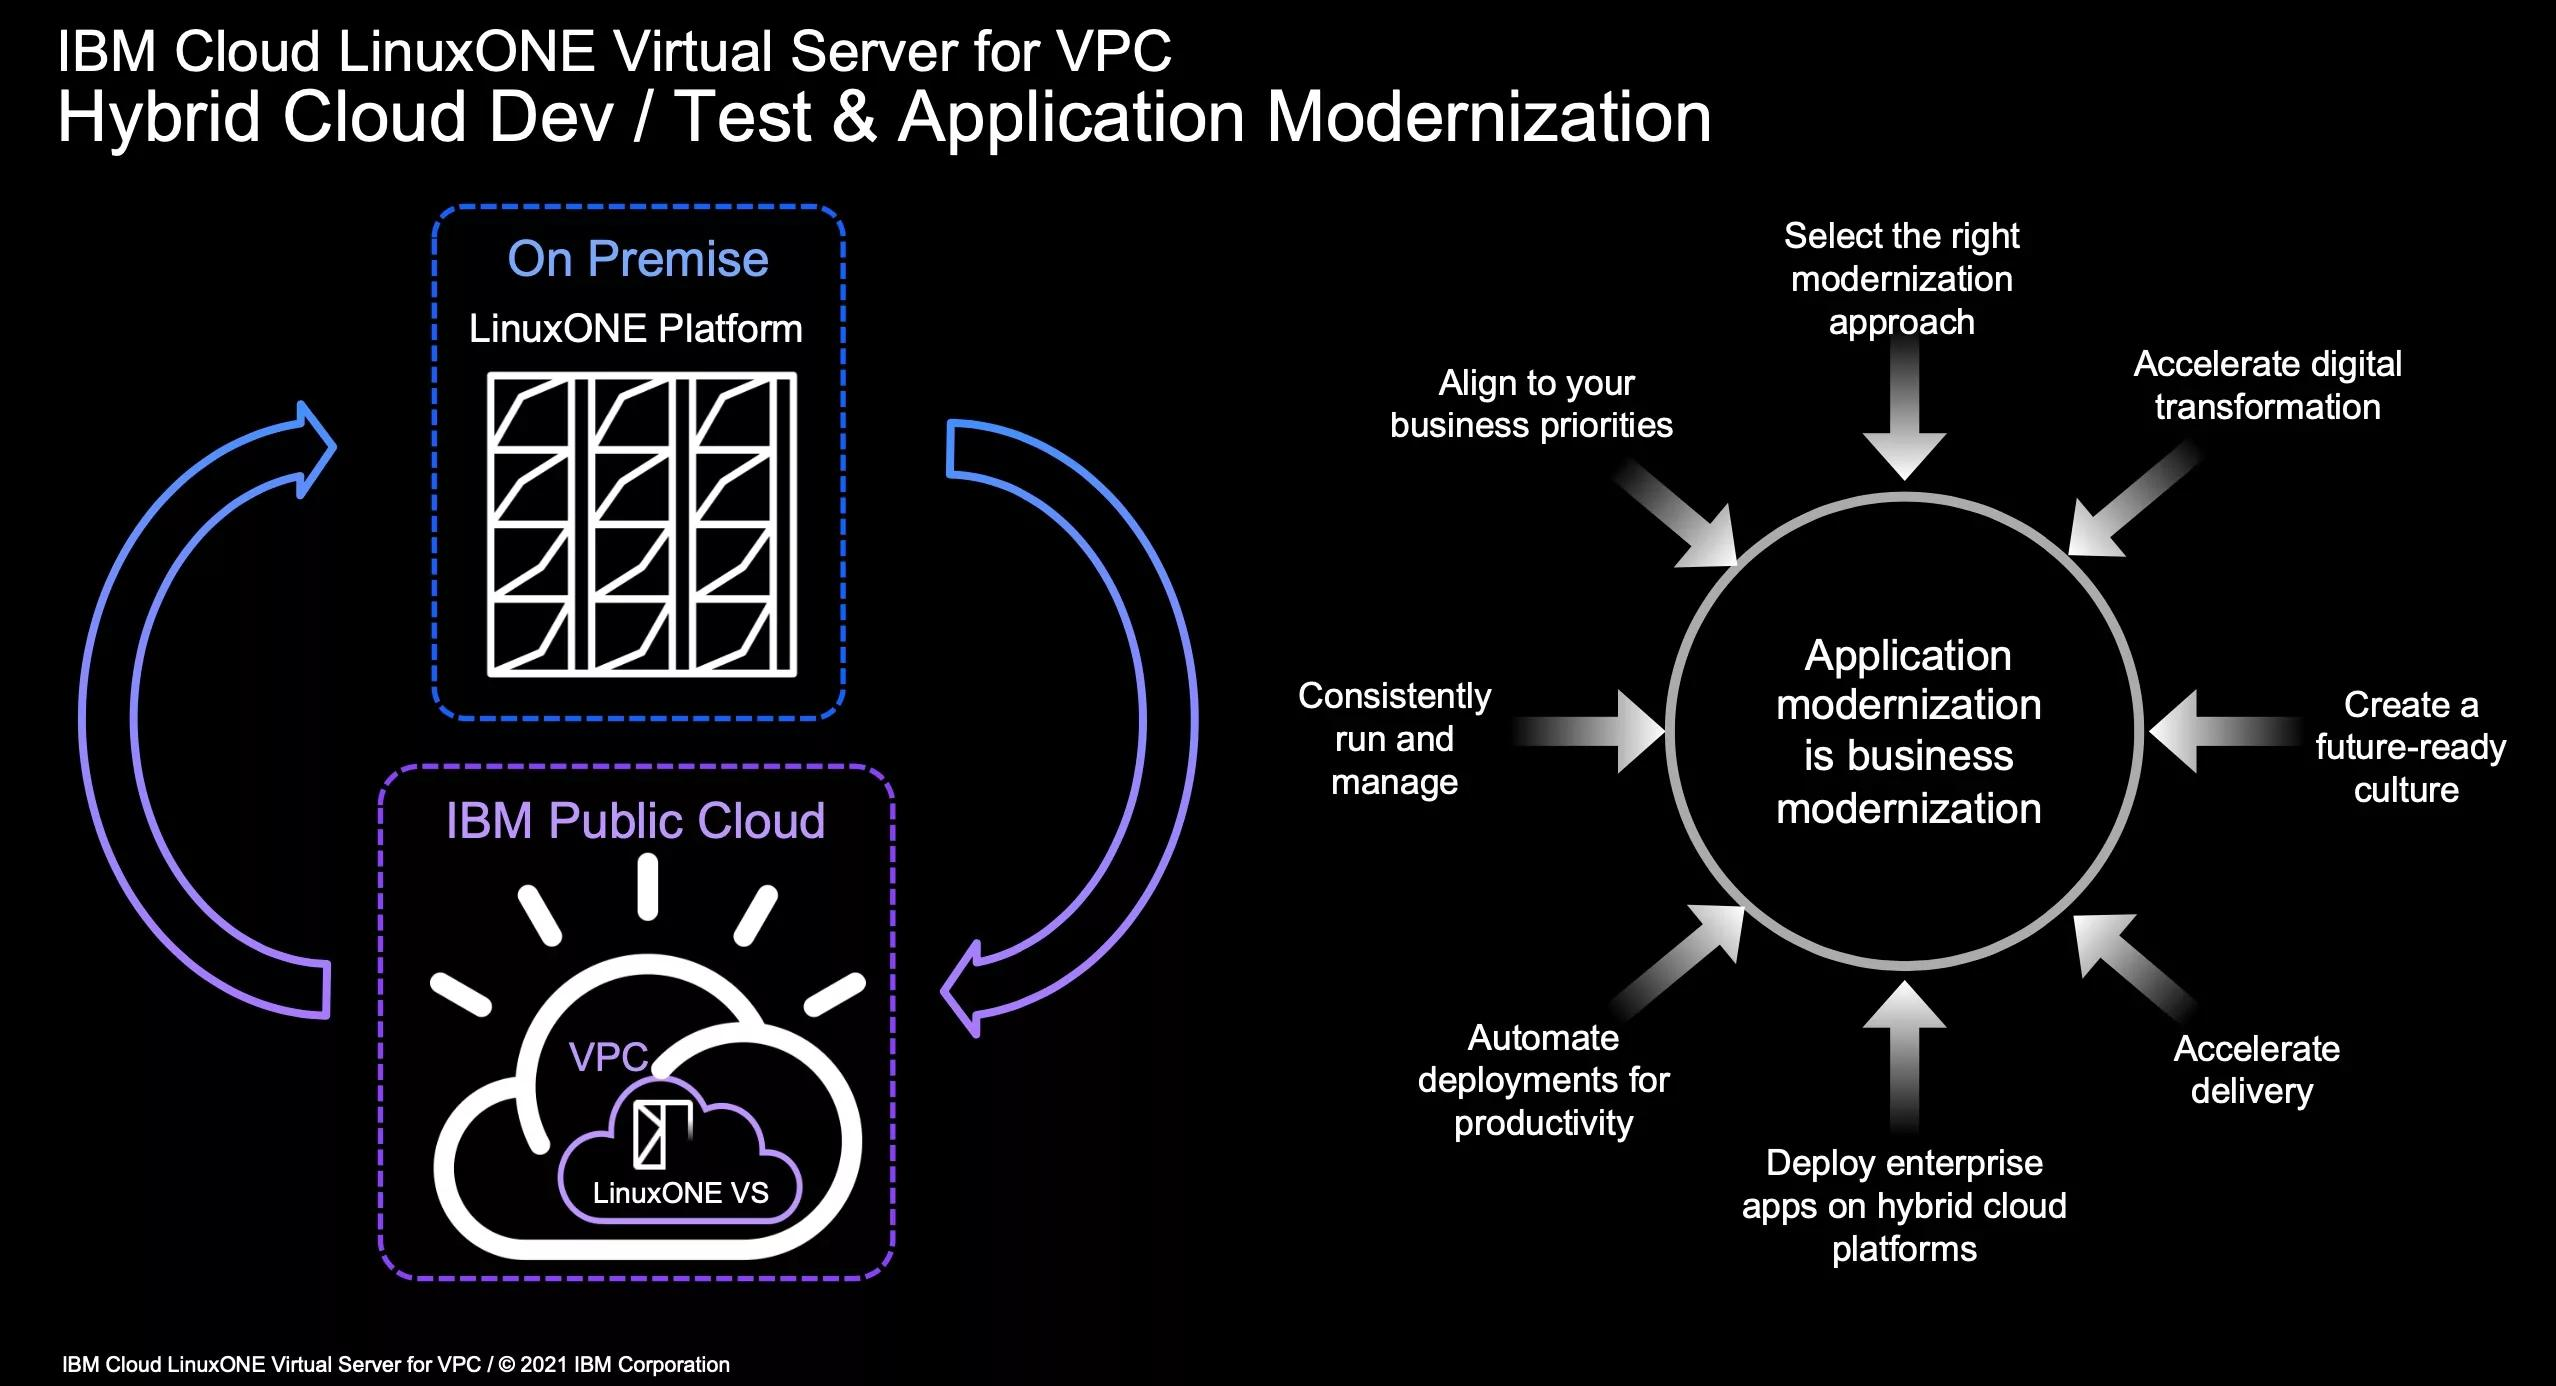 IBM Cloud LinuxONE Virtual Server for VPC
Hybrid Cloud Dev / Test & Application Modernization
On Premise
LinuxONE Platform
IBM Public Cloud
VPC
LinuxONE VS
Select the right
modernization
approach
Align to your
business priorities
Accelerate digital
transformation
Consistently
run and
manage
Application
modernization
is business
modernization
Create a
future-ready
culture
Automate
deployments for
productivity
Accelerate
delivery
Deploy enterprise
apps on hybrid cloud
platforms
IBM Cloud LinuxONE Virtual Server for VPC / © 2021 IBM Corporation